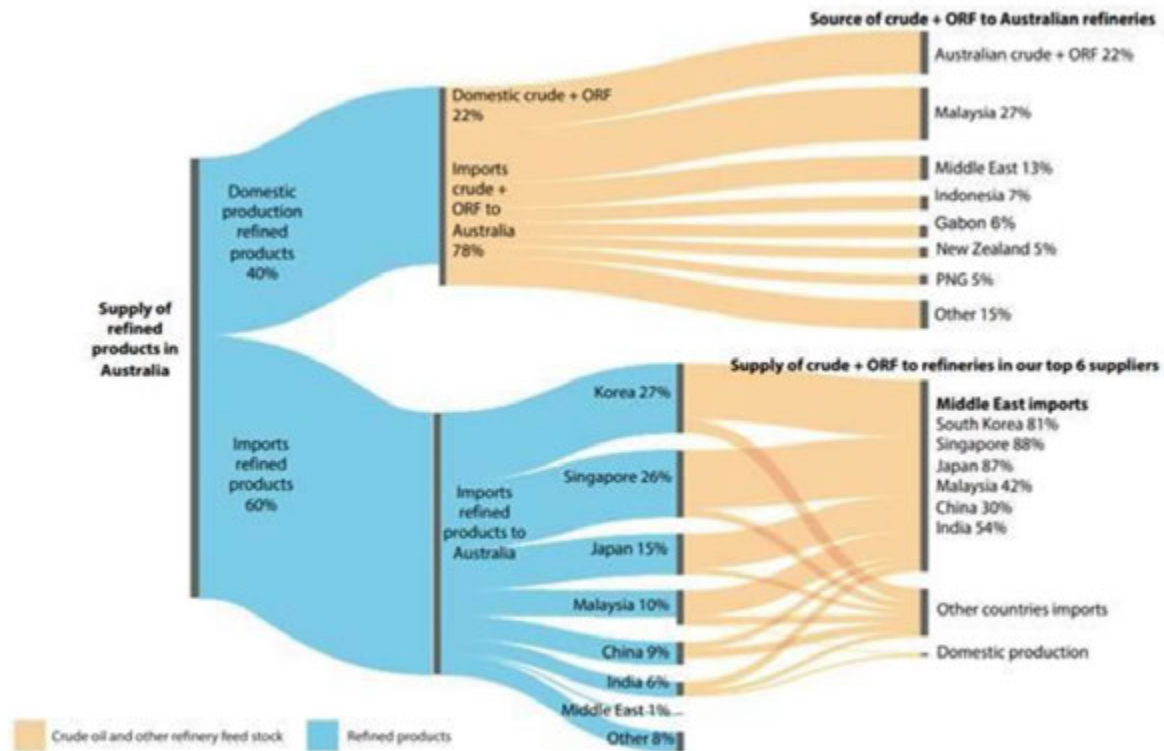 Source of crude + ORF to Australian refineries
Australian crude + ORF 22%
Domestic crude + ORF
22%
Malaysia 27%
Imports
crude +
ORF to
Australia
78%
Middle East 13%
Indonesia 7%
Gabon 6%
New Zealand 5%
PNG 5%
Other 15%
Domestic
production
refined
products
40%
Supply of
refined
products in
Australia
Imports
refined
products
60%
Imports
refined
products to
Australia
Supply of crude + ORF to refineries in our top 6 suppliers
Korea 27%
Singapore 26%
Japan 15%
Malaysia 10%
China 9%
India 6%
Middle East 1%
Other 8%
Middle East imports
South Korea 81%
Singapore 88%
Japan 87%
Malaysia 42%
China 30%
India 54%
Other countries imports
Domestic production
Crude oil and other refinery feed stock
Refined products